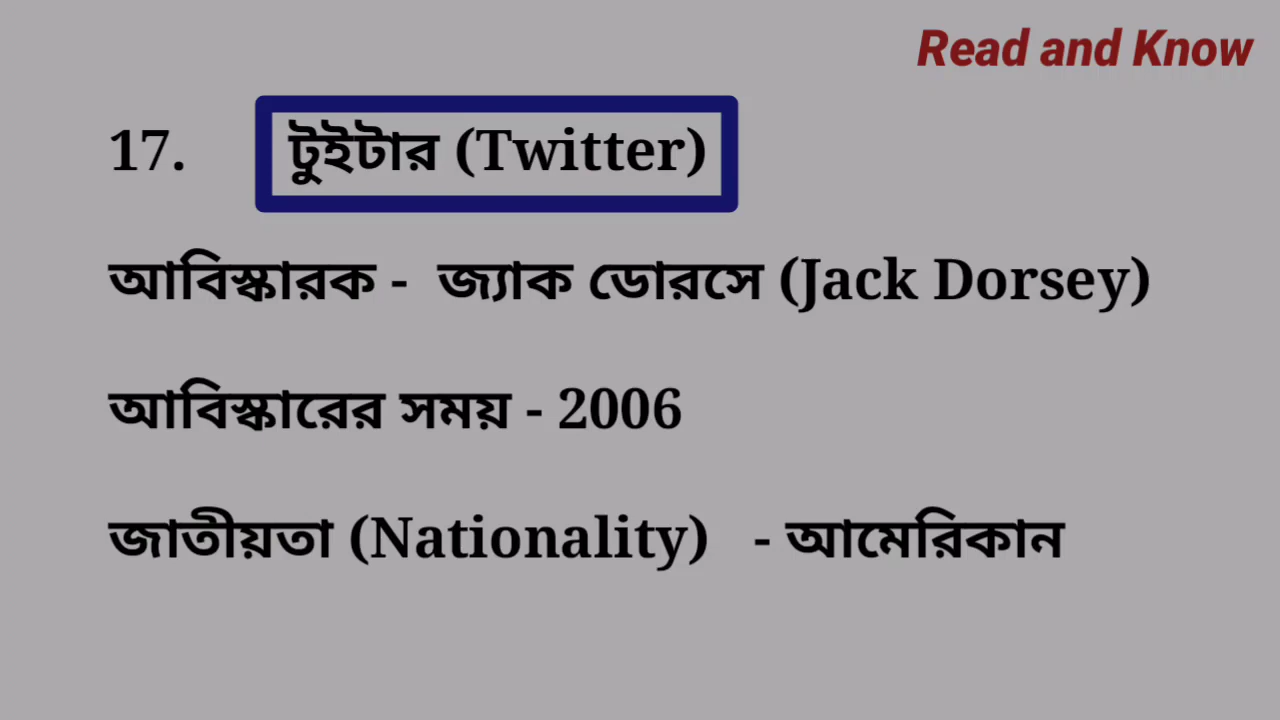 Read and Know
17. টুইটার (Twitter)
আবিস্কারক - জ্যাক ডোরসে (Jack Dorsey)
আবিস্কারের সময় - 2006
জাতীয়তা (Nationality) - আমেরিকান